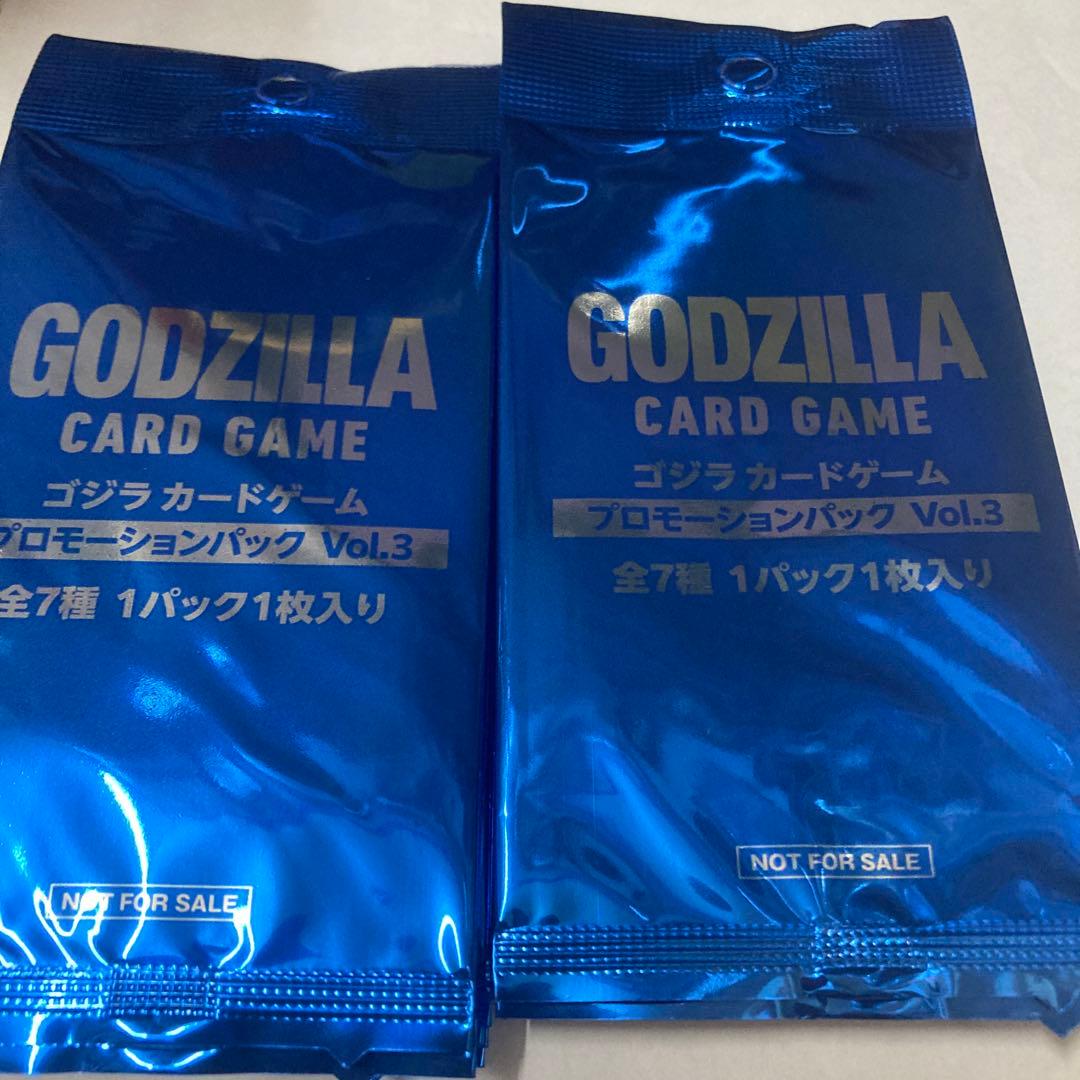 GODZILLA
CARD GAME
ゴジラ カードゲーム
プロモーションパック Vol.3
全7種 1パック1枚入り
NOT FOR SALE
GODZILLA
CARD GAME
ゴジラ カードゲーム
プロモーションパック Vol.3
全7種 1パック1枚入り
NOT FOR SALE